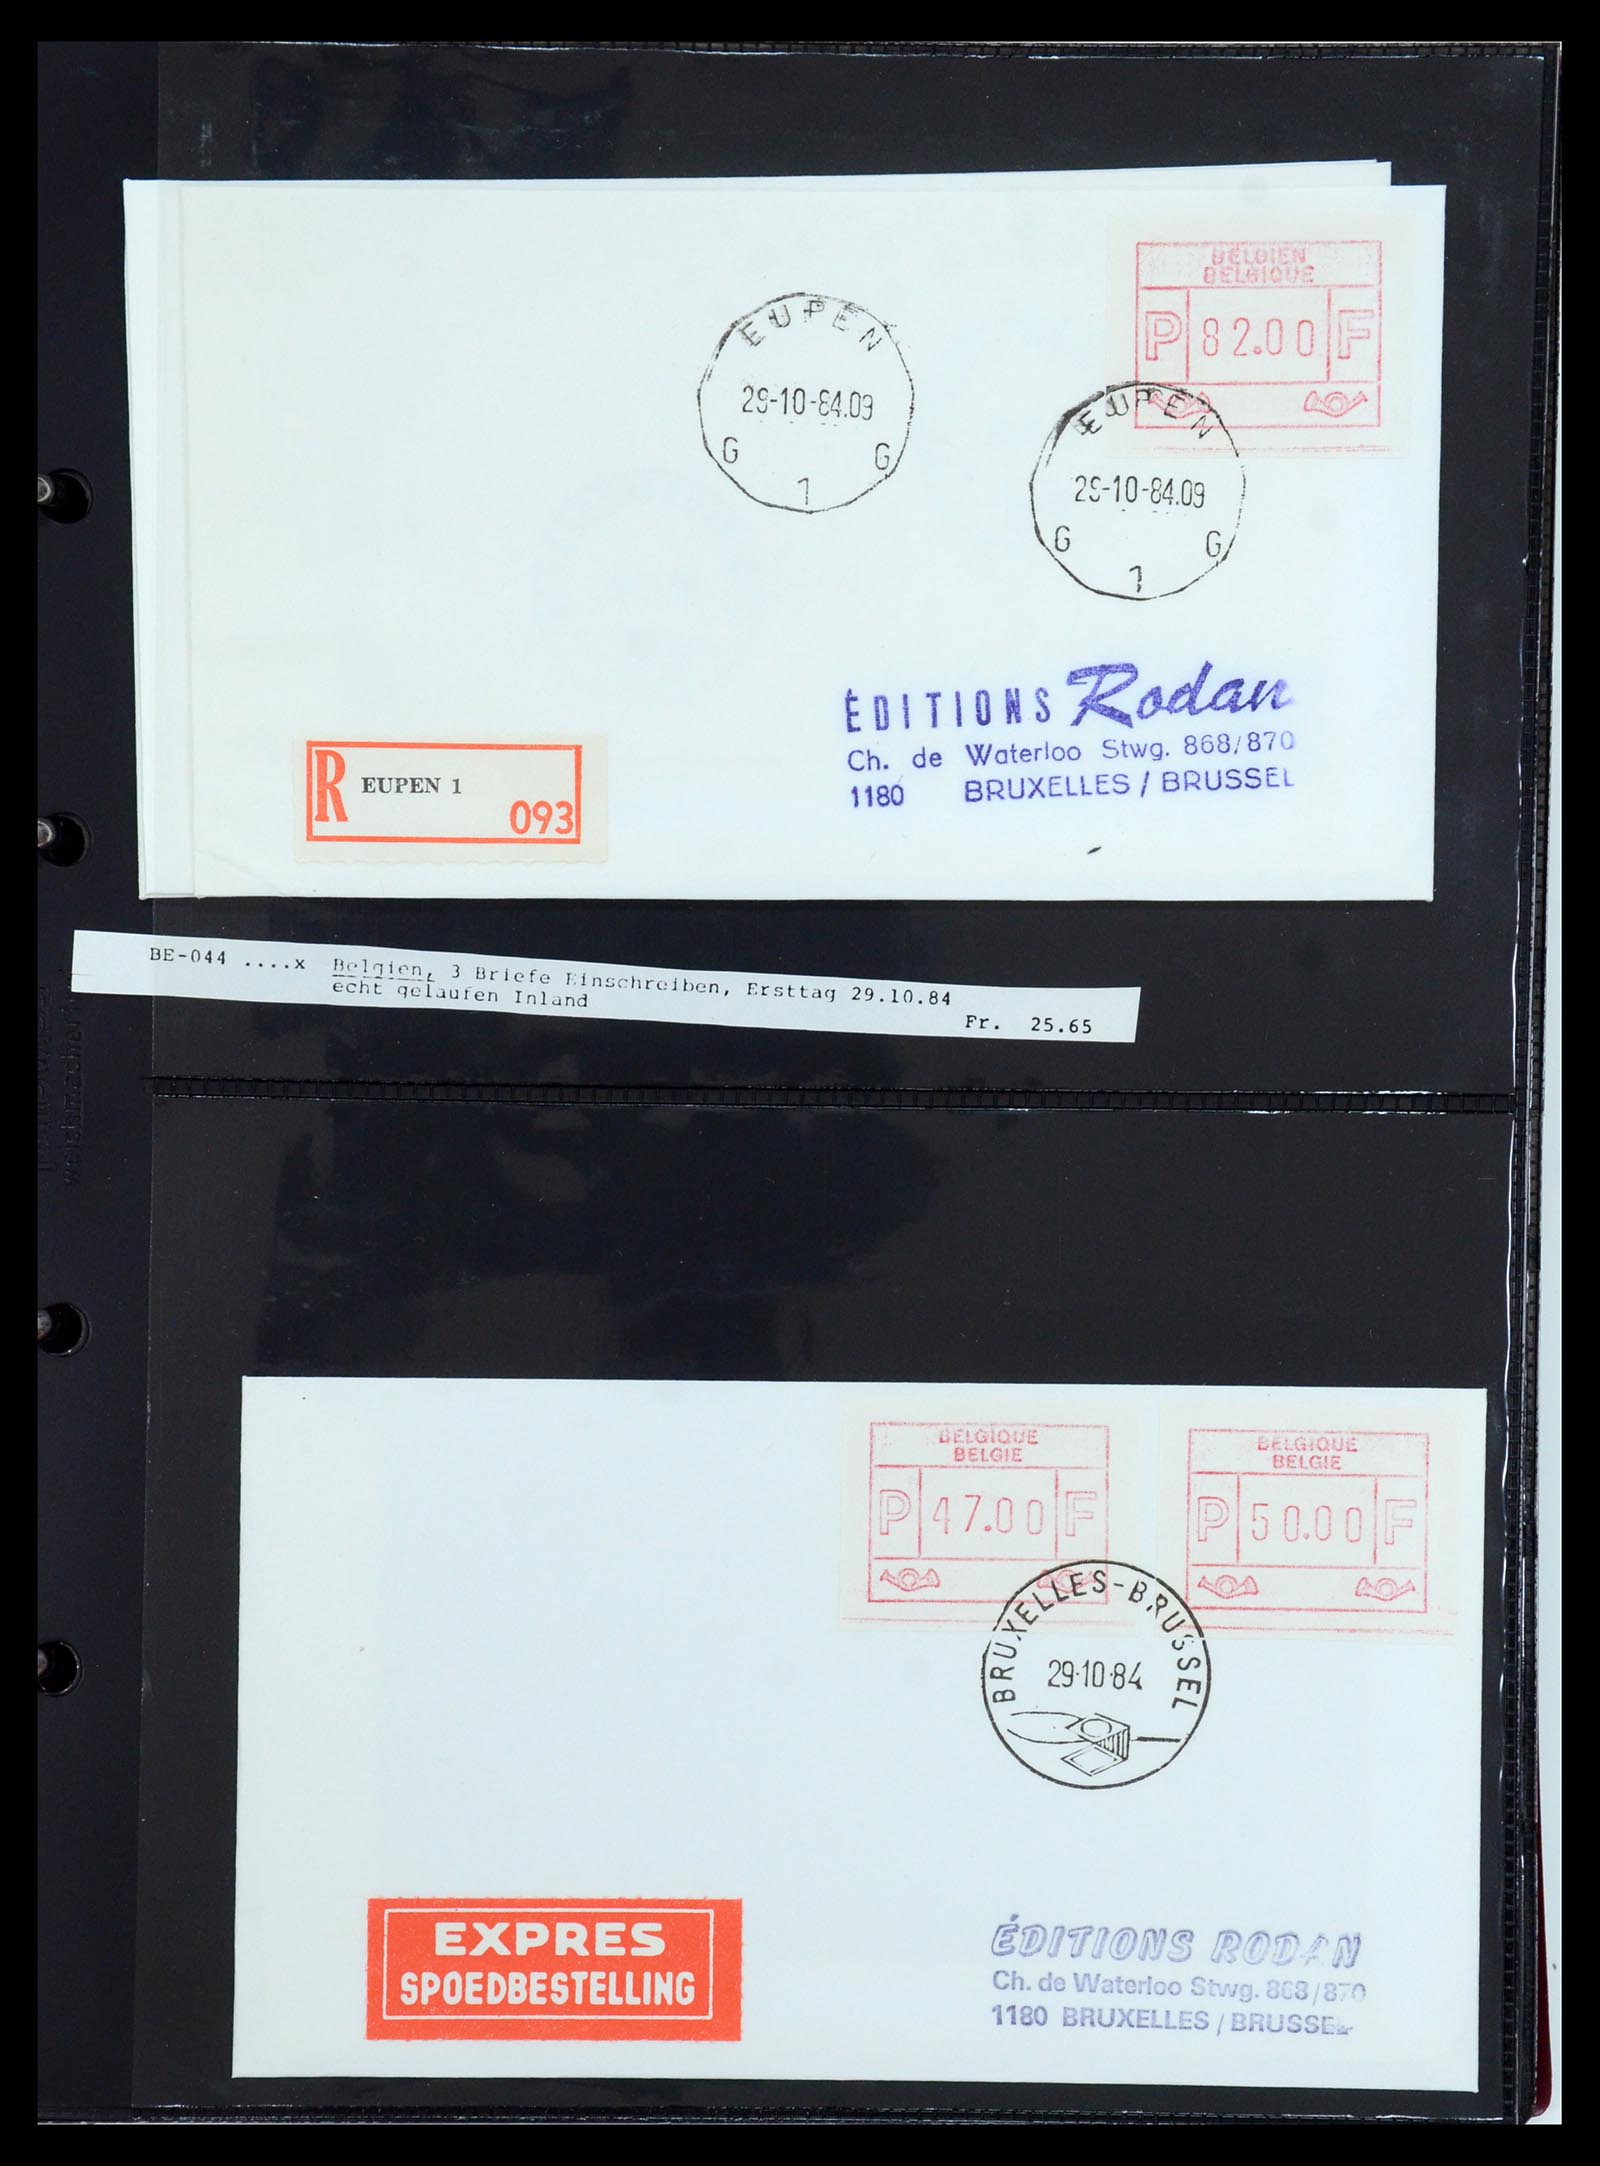 BELGIEN
BELGIQUE
P 82.00 F
EUPEN
29-10-84.09
G G
1
EUPEN
29-10-84.09
G G
1
ÉDITIONS Rodan
Ch. de Waterloo Stwg. 868/870
1180 BRUXELLES / BRUSSEL
R EUPEN 1
093
BE-044 ....x Belgien, 3 Briefe Einschreiben, Ersttag 29.10.84
echt gelaufen Inland
Fr. 25.65
BELGIQUE
BELGIE
P 47.00 F
BELGIQUE
BELGIE
P 50.00 F
BRUXELLES-BRUSSEL
29·10·84
EXPRES
SPOEDBESTELLING
ÉDITIONS RODAN
Ch. de Waterloo Stwg. 868/870
1180 BRUXELLES / BRUSSEL